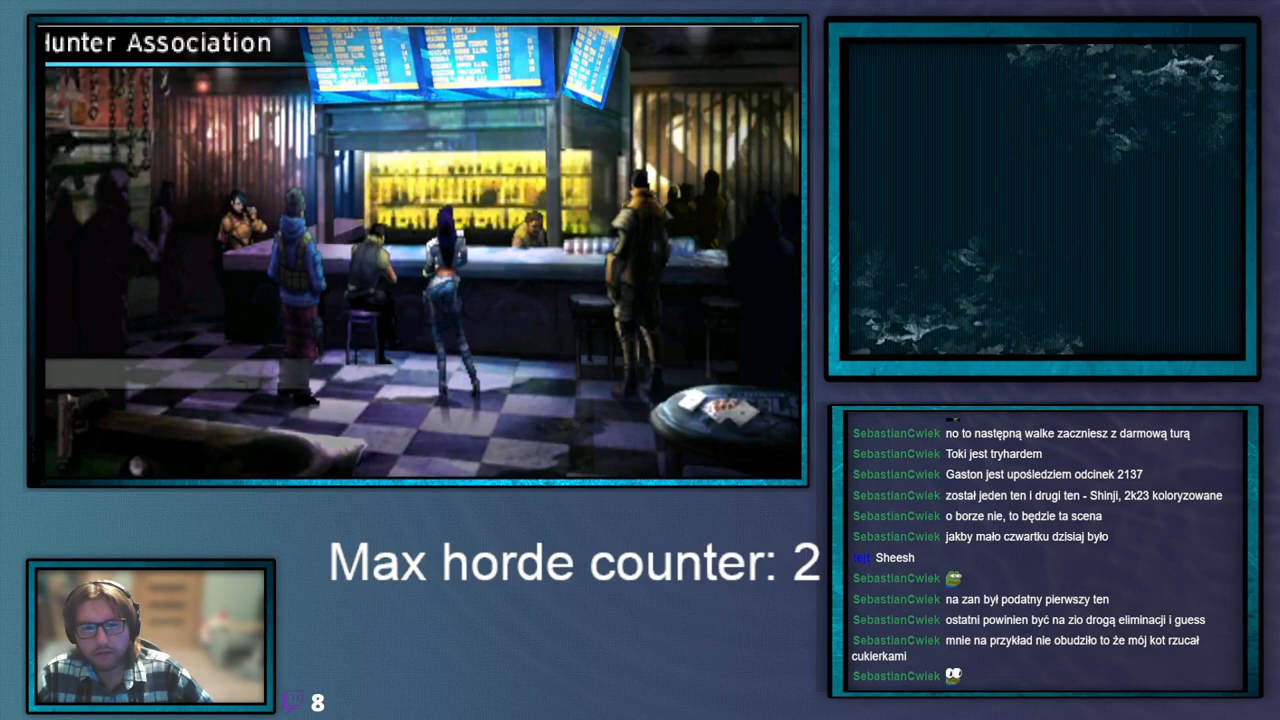 Hunter Association
Max horde counter: 2
8
SebastianCwiek no to następną walke zaczniesz z darmową turą
SebastianCwiek Toki jest tryhardem
SebastianCwiek Gaston jest upośledziem odcinek 2137
SebastianCwiek został jeden ten i drugi ten - Shinji, 2k23 koloryzowane
SebastianCwiek o borze nie, to będzie ta scena
SebastianCwiek jakby mało czwartku dzisiaj było
tejt Sheesh
SebastianCwiek
SebastianCwiek na zan był podatny pierwszy ten
SebastianCwiek ostatni powinien być na zio drogą eliminacji i guess
SebastianCwiek mnie na przykład nie obudziło to że mój kot rzucał
cukierkami
SebastianCwiek